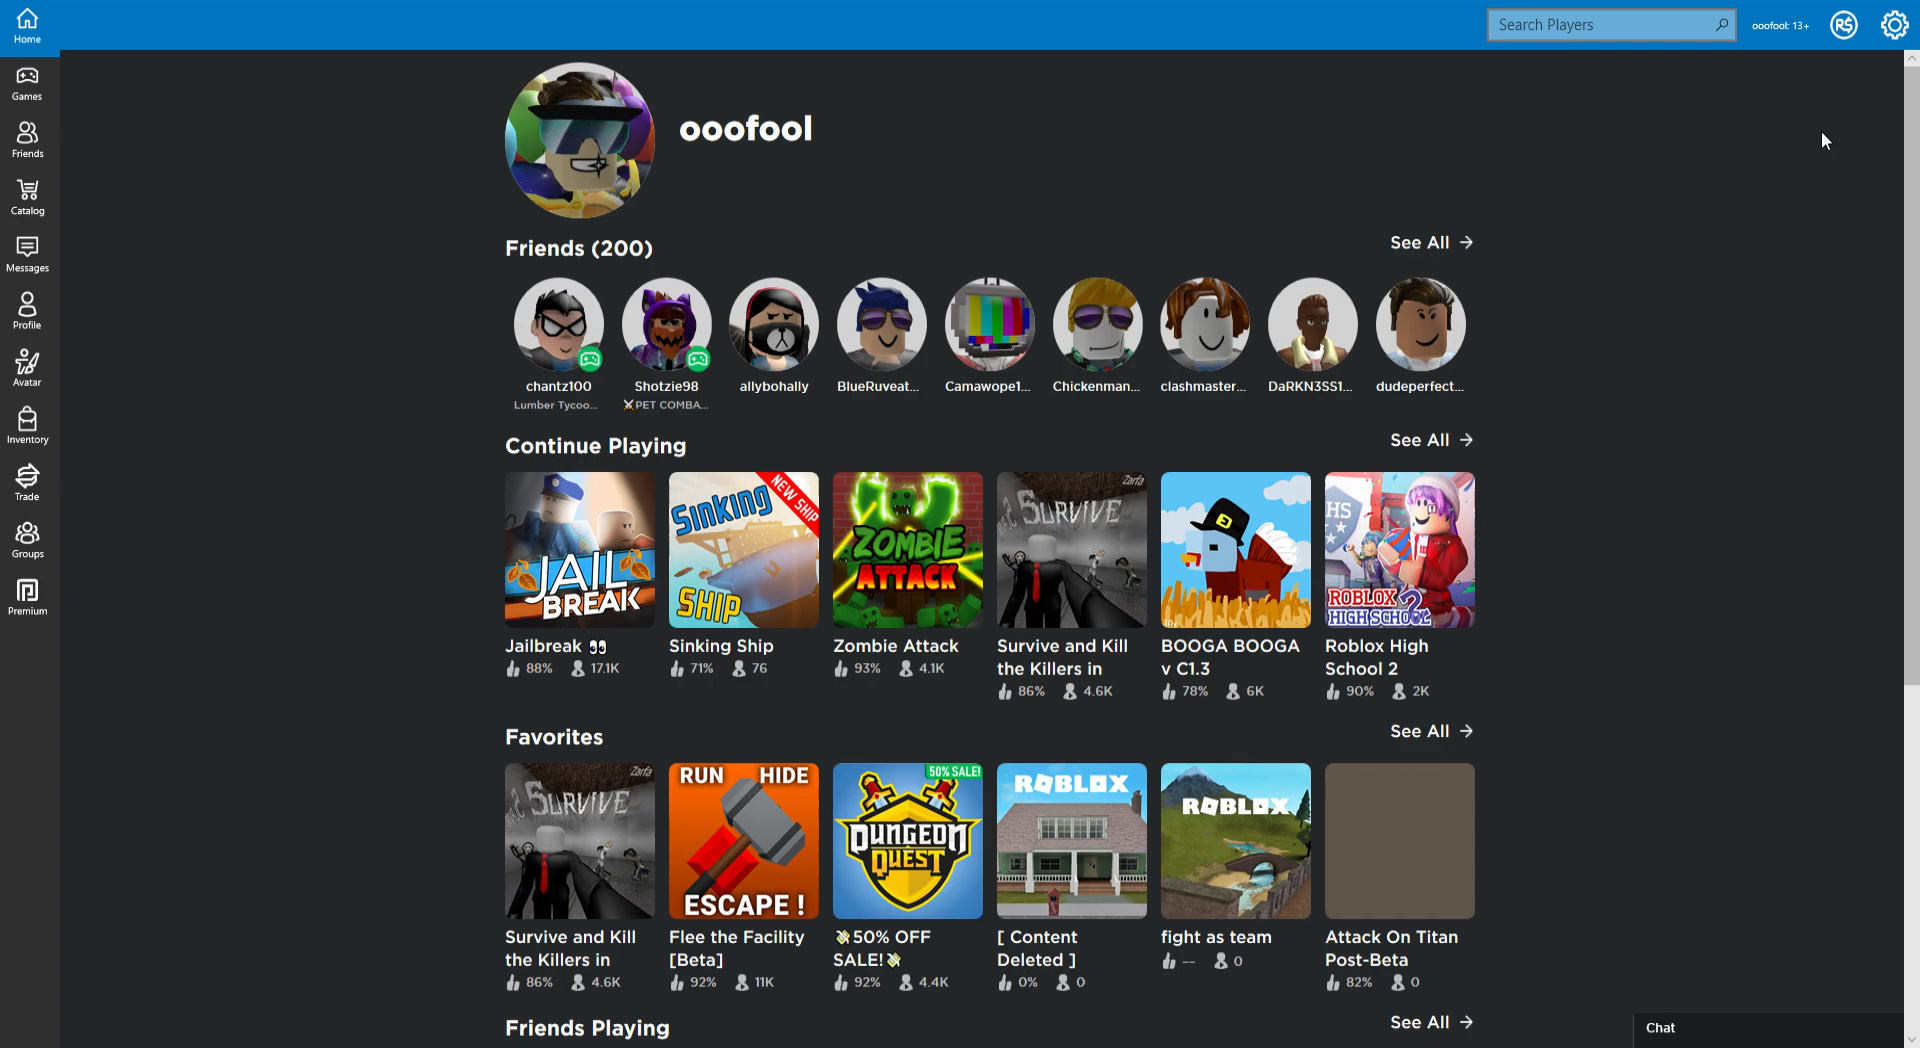 Home
Search Players
ooofool: 13+
R$
Games
Friends
Catalog
Messages
Profile
Avatar
Inventory
Trade
Groups
Premium
ooofool
Friends (200)
See All
chantz100
Shotzie98
allybohally
BlueRuveat...
Camawope1...
Chickenman...
clashmaster...
DaRKN3SS1...
dudeperfect...
Lumber Tycoo...
PET COMBA...
Continue Playing
See All
JAIL
BREAK
Sinking
SHIP
NEW SHIP
ZOMBIE
ATTACK
Zarfa
SURVIVE
HS
ROBLOX
HIGH SCHOOL
2
Jailbreak 👀
Sinking Ship
Zombie Attack
Survive and Kill
the Killers in
BOOGA BOOGA
v C1.3
Roblox High
School 2
88% 17.1K
71% 76
93% 4.1K
86% 4.6K
78% 6K
90% 2K
Favorites
See All
Zarfa
SURVIVE
RUN HIDE
ESCAPE !
50% SALE!
DUNGEON
QUEST
ROBLOX
ROBLOX
Survive and Kill
the Killers in
Flee the Facility
[Beta]
💸50% OFF
SALE!💸
[ Content
Deleted ]
fight as team
Attack On Titan
Post-Beta
86% 4.6K
92% 11K
92% 4.4K
0% 0
-- 0
82% 0
Friends Playing
See All
Chat